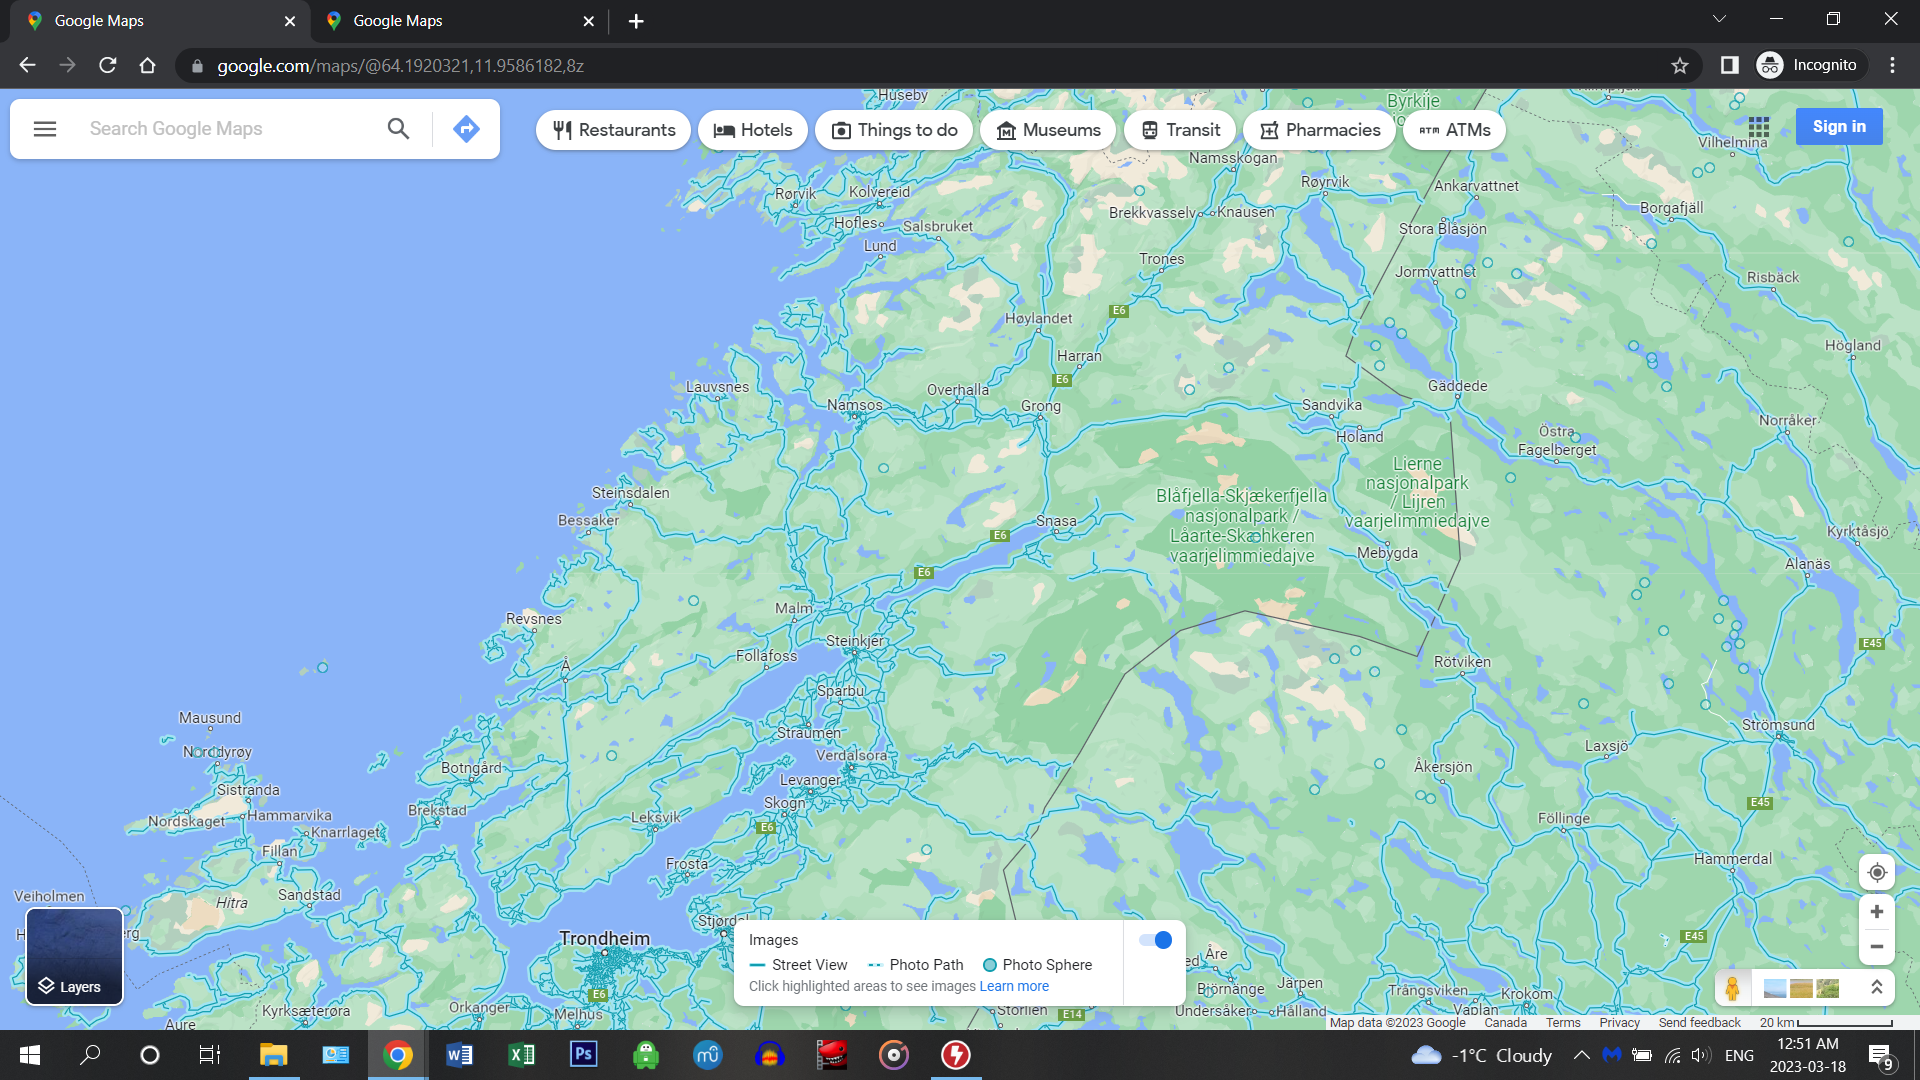 Google Maps
Google Maps
google.com/maps/@64.1920321,11.9586182,8z
Incognito
Search Google Maps
Restaurants
Hotels
Things to do
Museums
Transit
Pharmacies
ATM ATMs
Sign in
Huseby
Byrkije
Namsskogan
Vilhelmina
Rørvik
Kolvereid
Røyrvik
Ankarvattnet
Hofles
Salsbruket
Brekkvasselv
Knausen
Borgafjäll
Lund
Stora Blåsjön
Trones
Jormvattnet
Risbäck
E6
Høylandet
Harran
Högland
E6
Lauvsnes
Overhalla
Gäddede
Namsos
Grong
Sandvika
Norråker
Holand
Östra
Fagelberget
Lierne
nasjonalpark
/ Lijren
vaarjelimmiedajve
Steinsdalen
Blåfjella-Skjækerfjella
nasjonalpark /
Låarte-Skæhkeren
vaarjelimmiedajve
Bessaker
Snasa
E6
Kyrktåsjö
Mebygda
Alanäs
E6
Malm
Revsnes
Steinkjer
E45
Follafoss
Å
Rötviken
Sparbu
Mausund
Straumen
Strömsund
Norddyrøy
Verdalsora
Laxsjö
Botngård
Levanger
Åkersjön
Sistranda
Skogn
E45
Nordskaget
Hammarvika
Brekstad
Leksvik
E6
Föllinge
Knarrlaget
Fillan
Frosta
Hammerdal
Veiholmen
Sandstad
Hitra
Stjørdal
Trondheim
E45
Layers
Images
Street View
Photo Path
Photo Sphere
Click highlighted areas to see images Learn more
Åre
Björnänge
Järpen
Trångsviken
Krokom
E6
Kyrksæterøra
Orkanger
Melhus
Storlien
E14
Undersåker
Hålland
Vaplan
Aure
Map data ©2023 Google
Canada
Terms
Privacy
Send feedback
20 km
-1°C Cloudy
ENG
12:51 AM
2023-03-18
9